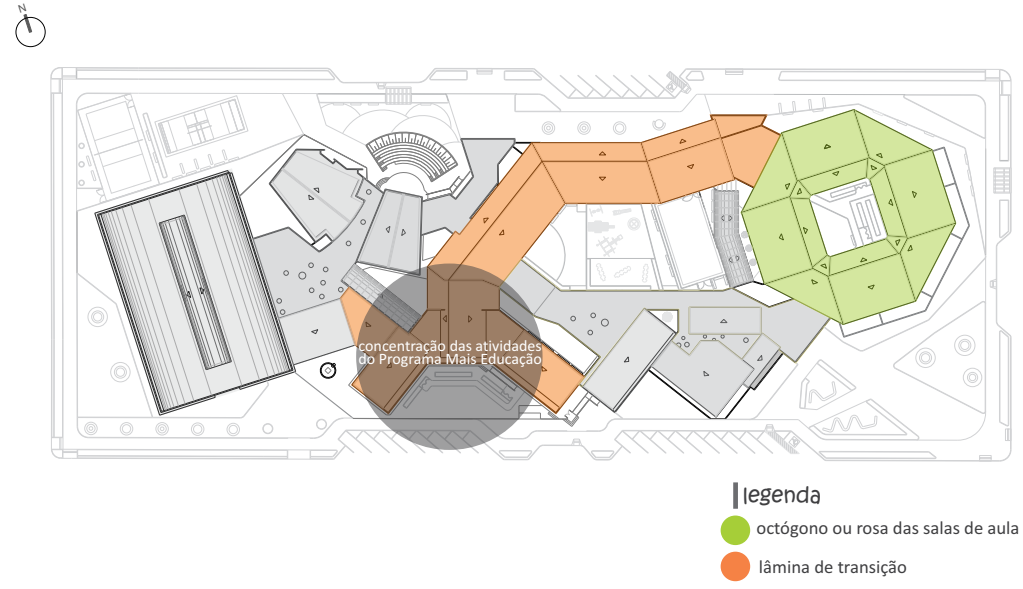 N
concentração das atividades
do Programa Mais Educação
legenda
octógono ou rosa das salas de aula
lâmina de transição